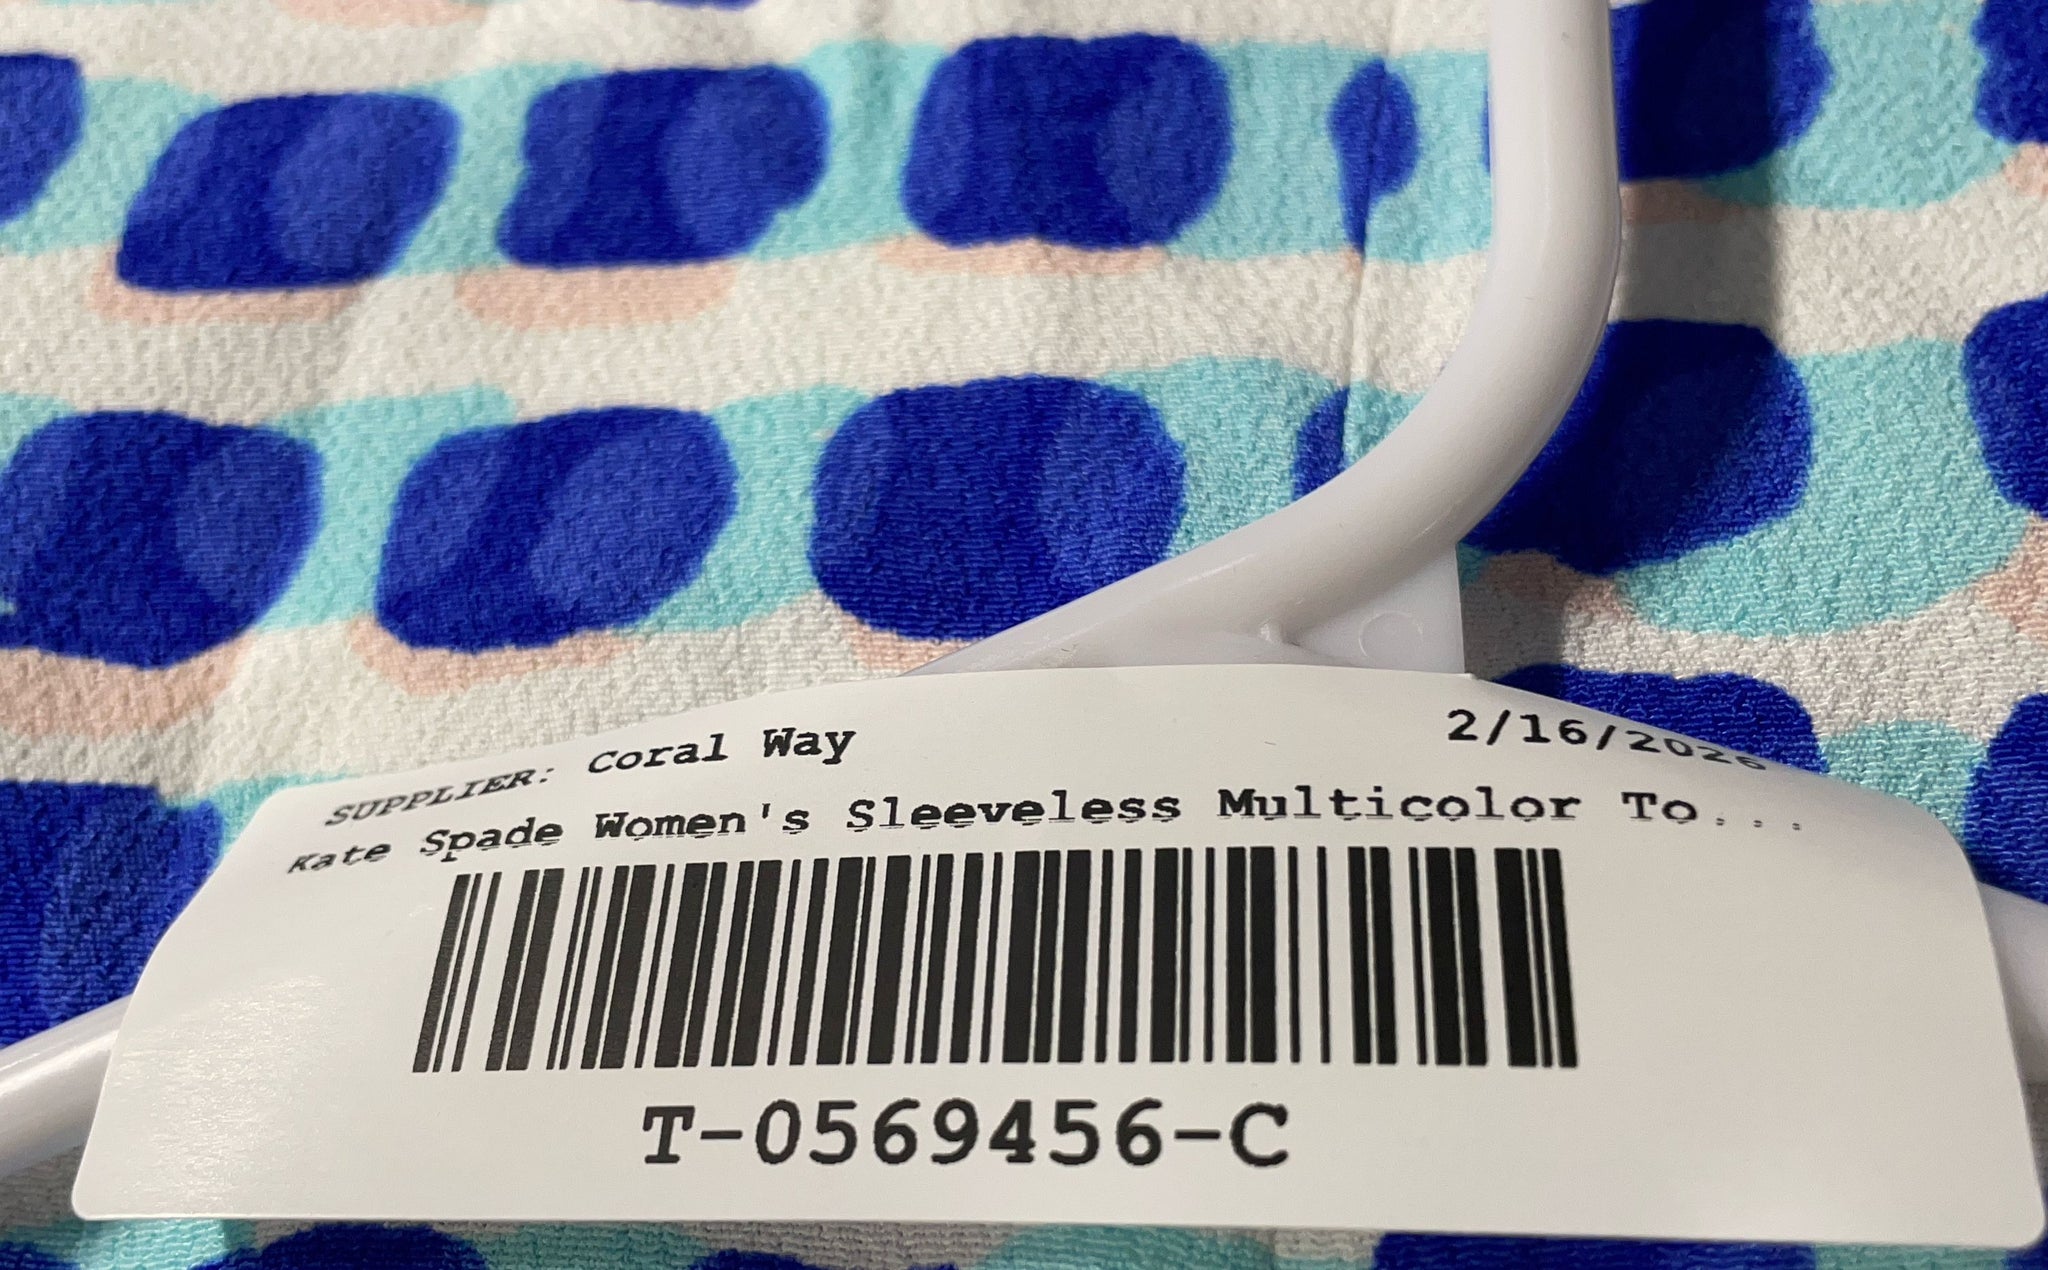 SUPPLIER: Coral Way
2/16/2026
Kate Spade Women's Sleeveless Multicolor To...
T-0569456-C